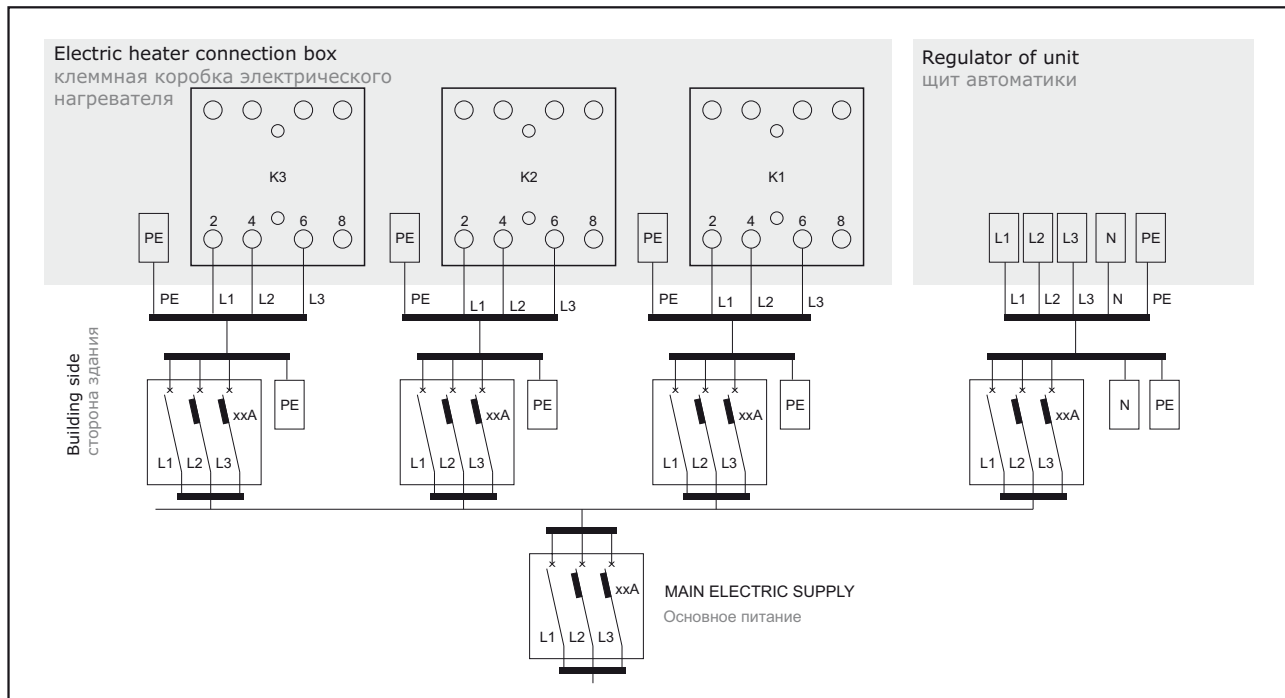 Electric heater connection box
клеммная коробка электрического
нагревателя
Regulator of unit
щит автоматики
K3
K2
K1
2 4 6 8
2 4 6 8
2 4 6 8
PE
PE
PE
L1 L2 L3 N PE
PE L1 L2 L3
PE L1 L2 L3
PE L1 L2 L3
L1 L2 L3 N PE
Building side
сторона здания
xxA
PE
L1 L2 L3
xxA
PE
L1 L2 L3
xxA
PE
L1 L2 L3
xxA
N
PE
L1 L2 L3
xxA
L1 L2 L3
MAIN ELECTRIC SUPPLY
Основное питание